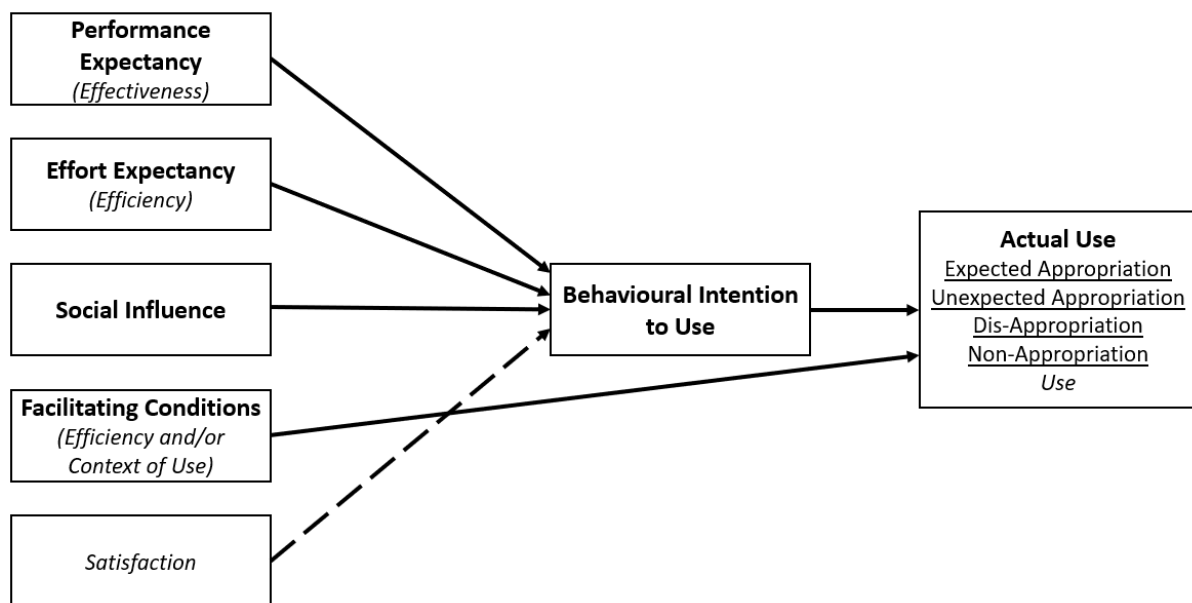 Performance
Expectancy
(Effectiveness)
Effort Expectancy
(Efficiency)
Social Influence
Facilitating Conditions
(Efficiency and/or
Context of Use)
Satisfaction
Behavioural Intention
to Use
Actual Use
Expected Appropriation
Unexpected Appropriation
Dis-Appropriation
Non-Appropriation
Use